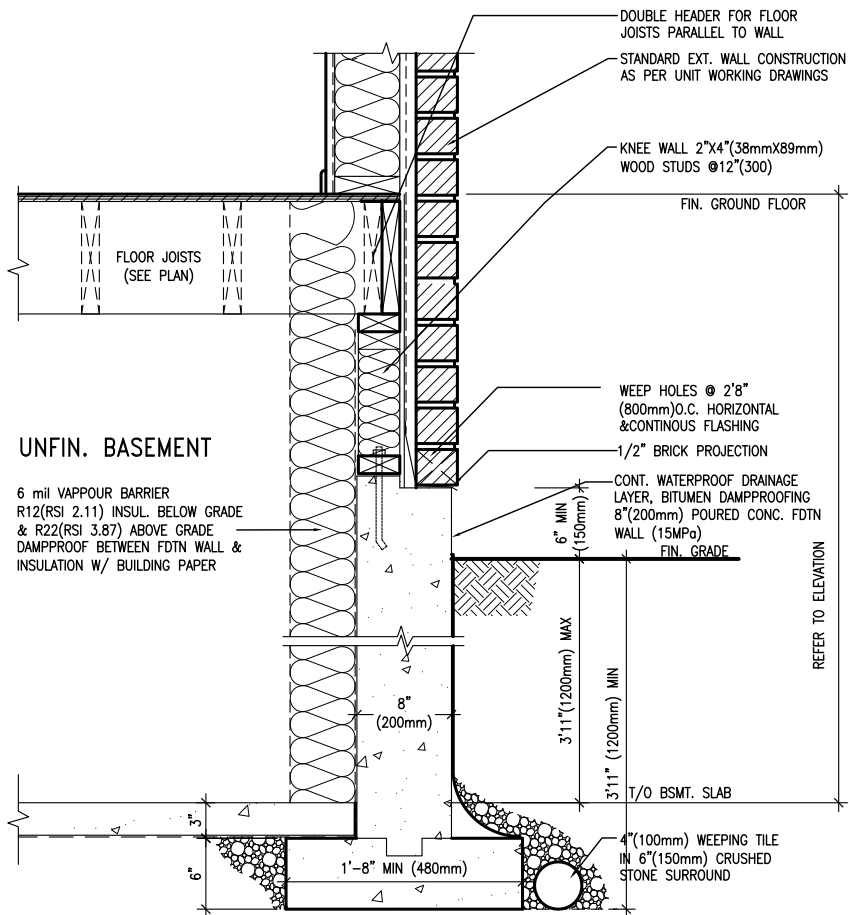 DOUBLE HEADER FOR FLOOR
JOISTS PARALLEL TO WALL
STANDARD EXT. WALL CONSTRUCTION
AS PER UNIT WORKING DRAWINGS
KNEE WALL 2"X4"(38mmX89mm)
WOOD STUDS @12"(300)
FIN. GROUND FLOOR
FLOOR JOISTS
(SEE PLAN)
WEEP HOLES @ 2'8"
(800mm)O.C. HORIZONTAL
&CONTINOUS FLASHING
1/2" BRICK PROJECTION
UNFIN. BASEMENT
6 mil VAPPOUR BARRIER
R12(RSI 2.11) INSUL. BELOW GRADE
& R22(RSI 3.87) ABOVE GRADE
DAMPPROOF BETWEEN FDTN WALL &
INSULATION W/ BUILDING PAPER
CONT. WATERPROOF DRAINAGE
LAYER, BITUMEN DAMPPROOFING
8"(200mm) POURED CONC. FDTN
WALL (15MPa)
6" MIN
(150mm)
FIN. GRADE
REFER TO ELEVATION
8"
(200mm)
3'11"(1200mm) MAX
3'11" (1200mm) MIN
T/O BSMT. SLAB
3"
6"
1'-8" MIN (480mm)
4"(100mm) WEEPING TILE
IN 6"(150mm) CRUSHED
STONE SURROUND